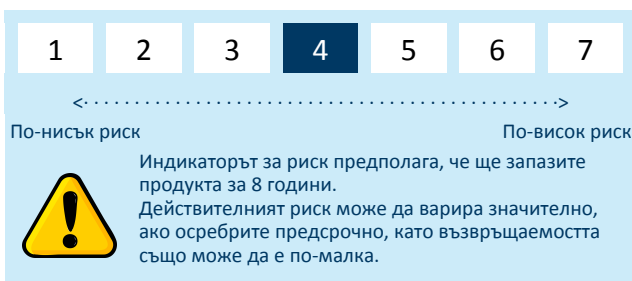 1 2 3 4 5 6 7
<·················································>
По-нисък риск По-висок риск
Индикаторът за риск предполага, че ще запазите
продукта за 8 години.
Действителният риск може да варира значително,
ако осребрите предсрочно, като възвръщаемостта
също може да е по-малка.